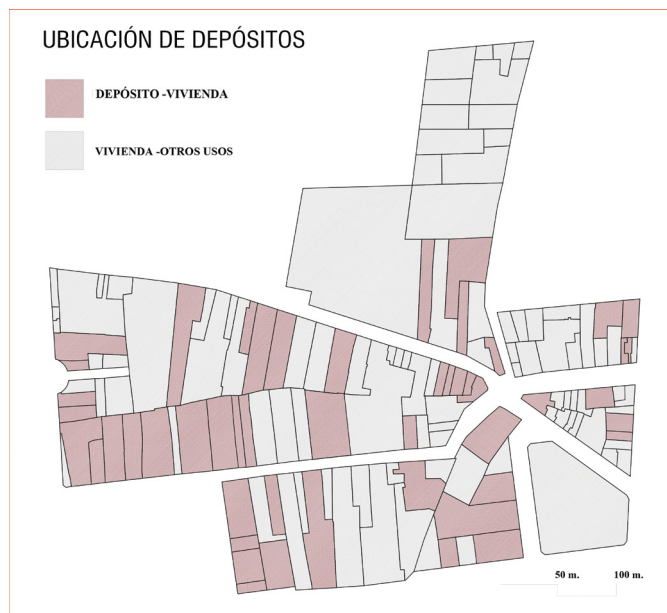 UBICACIÓN DE DEPÓSITOS
DEPÓSITO -VIVIENDA
VIVIENDA -OTROS USOS
50 m. 100 m.